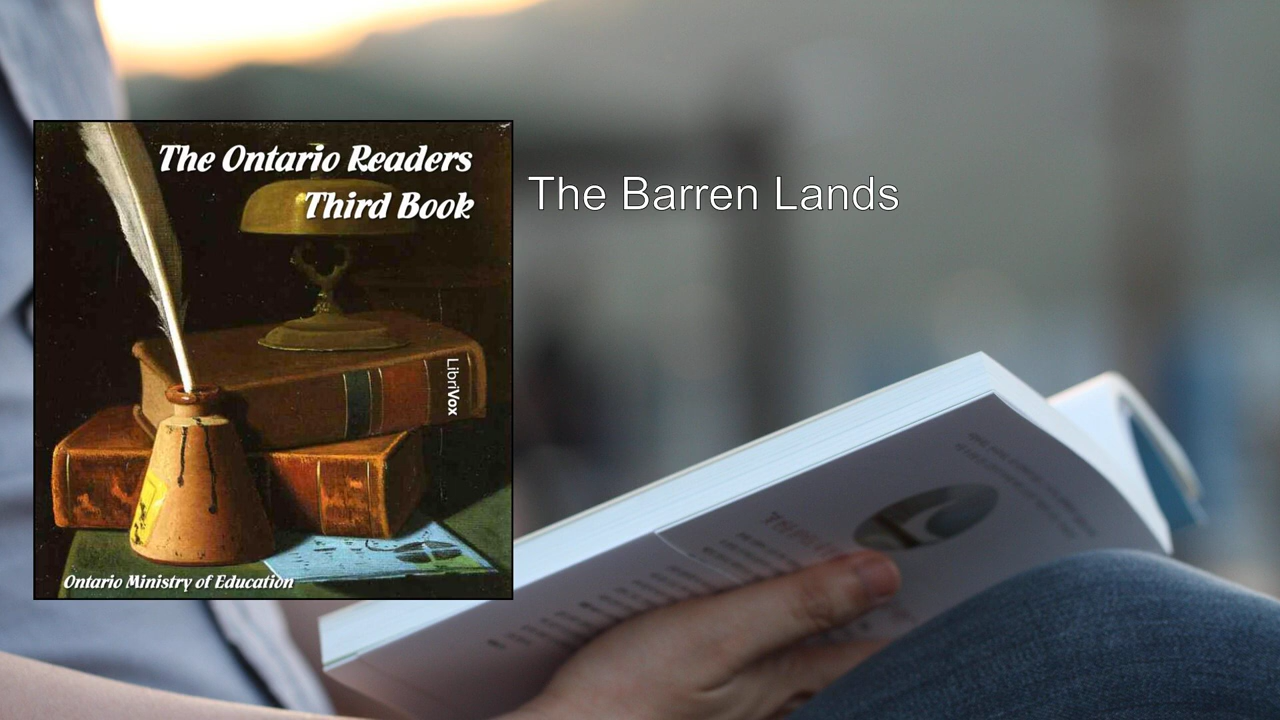 The Ontario Readers
Third Book
LibriVox
Ontario Ministry of Education
The Barren Lands